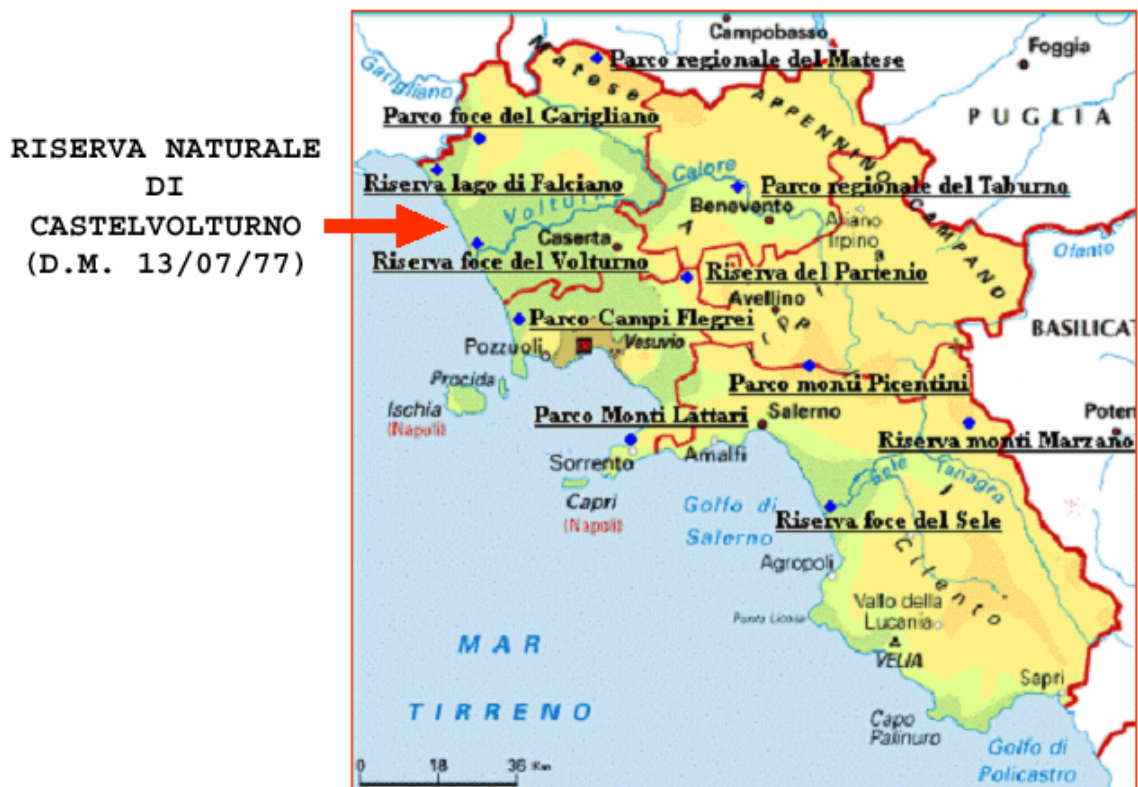 RISERVA NATURALE
DI
CASTELVOLTURNO
(D.M. 13/07/77)
Campobasso
Foggia
Matese
Parco regionale del Matese
Garigliano
APPENNINO CAMPANO
PUGLIA
Parco foce del Garigliano
Calore
Riserva lago di Falciano
Parco regionale del Taburno
Volturno
Benevento
Ariano
Irpino
Caserta
Ofanto
Riserva foce del Volturno
Riserva del Partenio
Avellino
Parco Campi Flegrei
BASILICAT
Pozzuoli
Vesuvio
Procida
Parco monti Picentini
Ischia
(Napoli)
Parco Monti Lattari
Salerno
Poten
Riserva monti Marzano
Sorrento
Amalfi
Sele
Tanagra
Capri
(Napoli)
Golfo di
Salerno
Riserva foce del Sele
Agropoli
Cilento
Punta Licosa
Vallo della
Lucania
MAR
VELIA
Sapri
TIRRENO
Capo
Palinuro
Golfo di
Policastro
0 18 36 Km